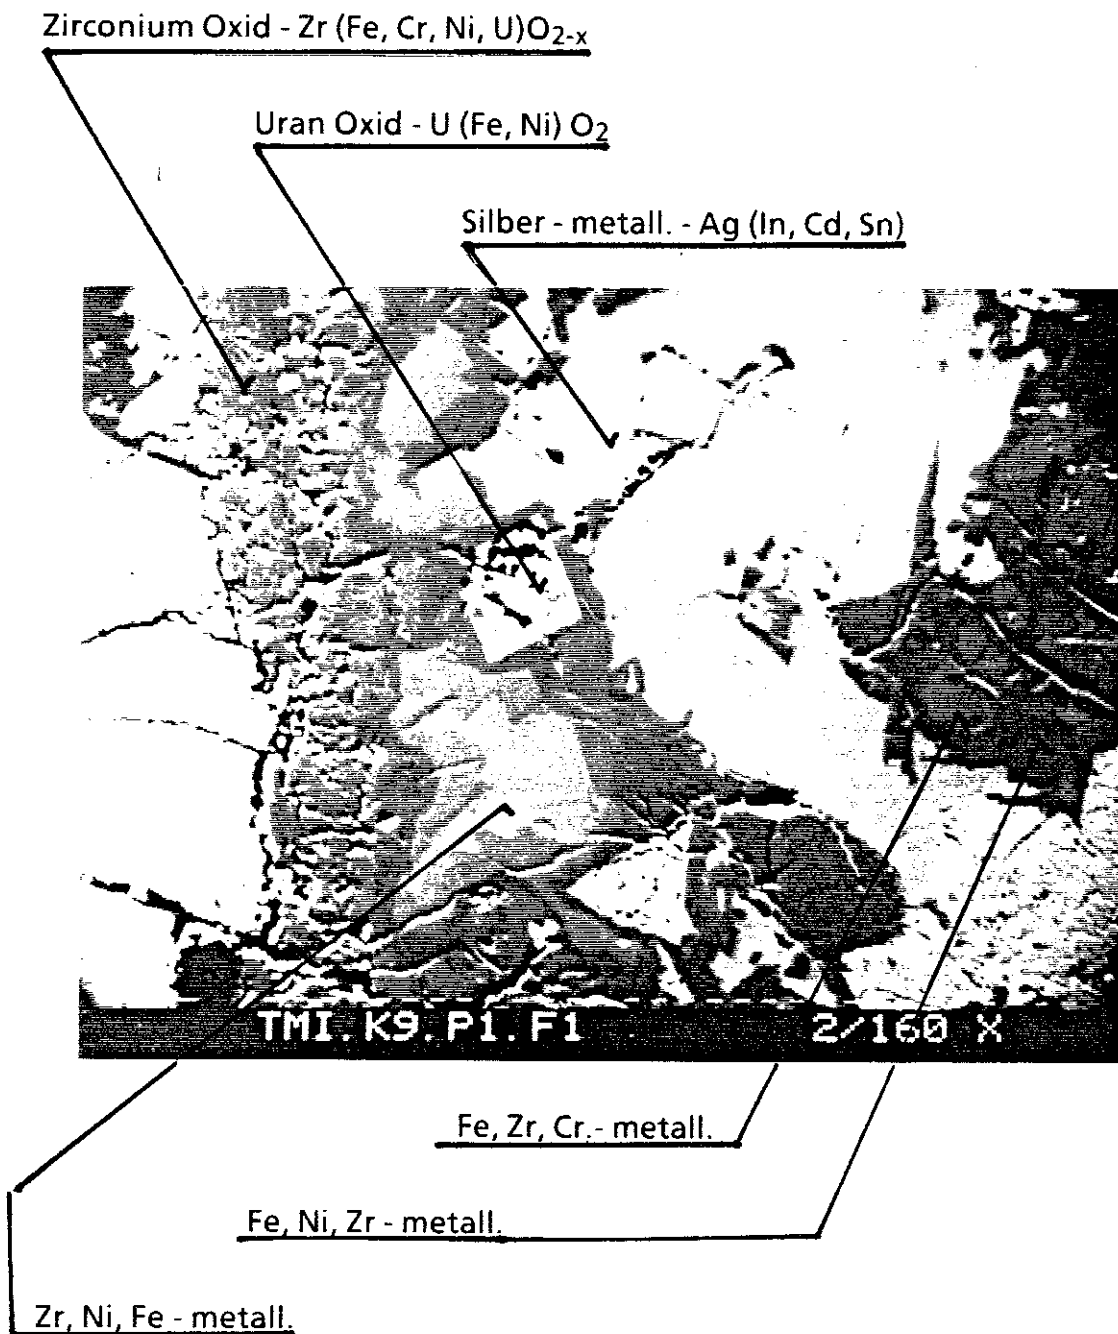 Zirconium Oxid - Zr (Fe, Cr, Ni, U)O₂₋ₓ
Uran Oxid - U (Fe, Ni) O₂
Silber - metall. - Ag (In, Cd, Sn)
TMI. K9. P1. F1 2/160 X
Fe, Zr, Cr.- metall.
Fe, Ni, Zr - metall.
Zr, Ni, Fe - metall.